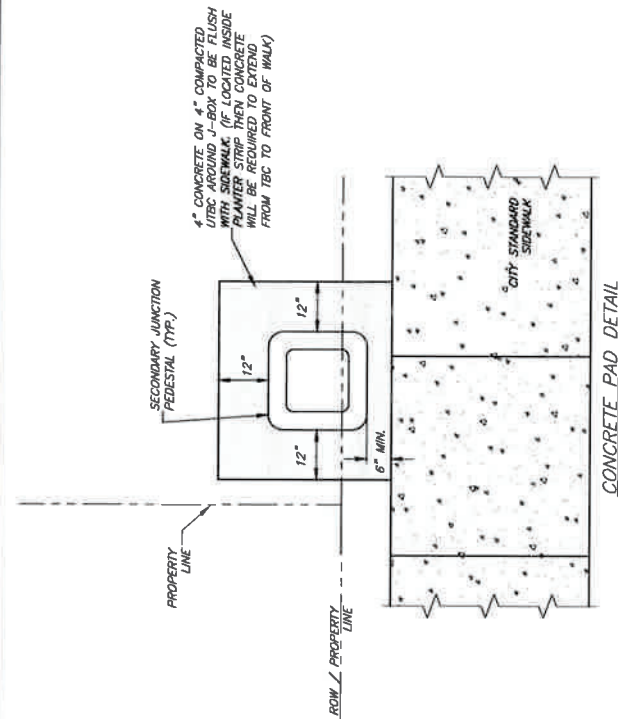 4" CONCRETE ON 4" COMPACTED
UTBC AROUND J-BOX TO BE FLUSH
WITH SIDEWALK. (IF LOCATED INSIDE
PLANTER STRIP THEN CONCRETE
WILL BE REQUIRED TO EXTEND
FROM TBC TO FRONT OF WALK)
SECONDARY JUNCTION
PEDESTAL (TYP.)
12"
12"
12"
6" MIN.
PROPERTY
LINE
ROW / PROPERTY
LINE
CITY STANDARD
SIDEWALK
CONCRETE PAD DETAIL